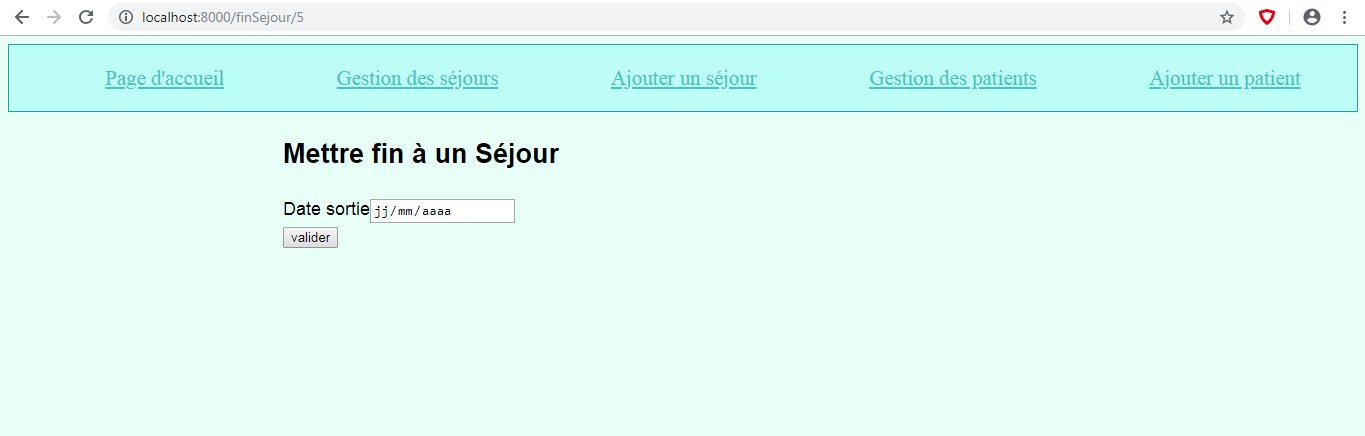 localhost:8000/finSejour/5
Page d'accueil Gestion des séjours Ajouter un séjour Gestion des patients Ajouter un patient
Mettre fin à un Séjour
Date sortie jj/mm/aaaa
valider